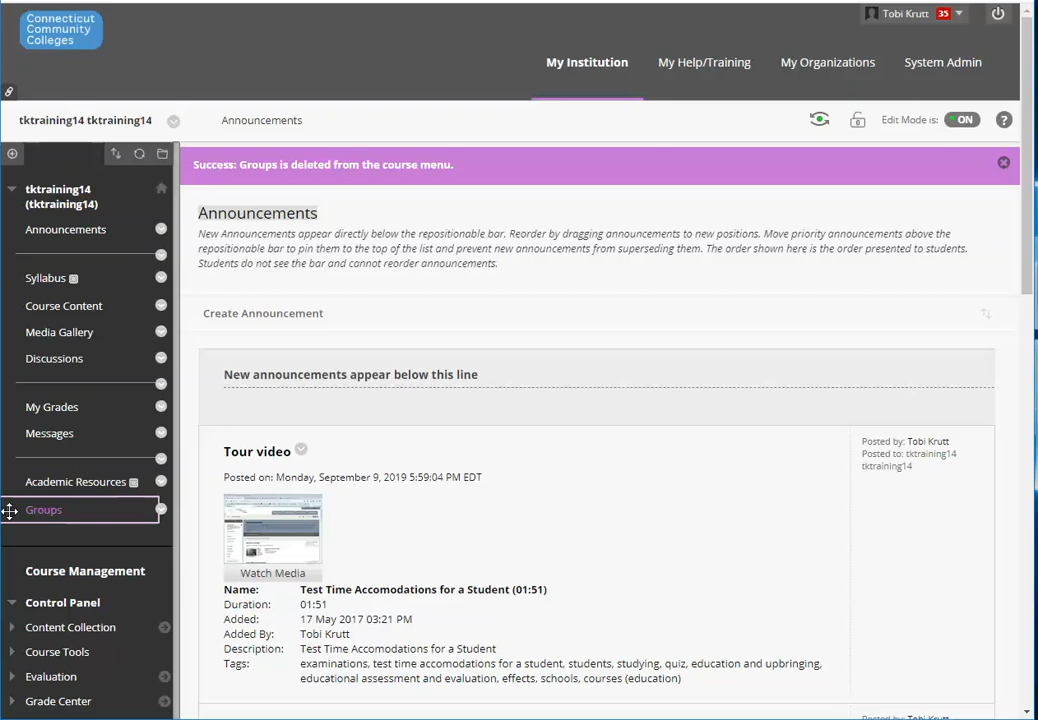 Connecticut
Community
Colleges
Tobi Krutt 35
My Institution My Help/Training My Organizations System Admin
tktraining14 tktraining14 Announcements 0 Edit Mode is: ON ?
Success: Groups is deleted from the course menu.
tktraining14
(tktraining14)
Announcements
Syllabus
Course Content
Media Gallery
Discussions
My Grades
Messages
Academic Resources
Groups
Course Management
Control Panel
Content Collection
Course Tools
Evaluation
Grade Center
Announcements
New Announcements appear directly below the repositionable bar. Reorder by dragging announcements to new positions. Move priority announcements above the
repositionable bar to pin them to the top of the list and prevent new announcements from superseding them. The order shown here is the order presented to students.
Students do not see the bar and cannot reorder announcements.
Create Announcement
New announcements appear below this line
Tour video
Posted on: Monday, September 9, 2019 5:59:04 PM EDT
Watch Media
Name: Test Time Accomodations for a Student (01:51)
Duration: 01:51
Added: 17 May 2017 03:21 PM
Added By: Tobi Krutt
Description: Test Time Accomodations for a Student
Tags: examinations, test time accomodations for a student, students, studying, quiz, education and upbringing,
educational assessment and evaluation, effects, schools, courses (education)
Posted by: Tobi Krutt
Posted to: tktraining14
tktraining14
Posted by: Tobi Krutt